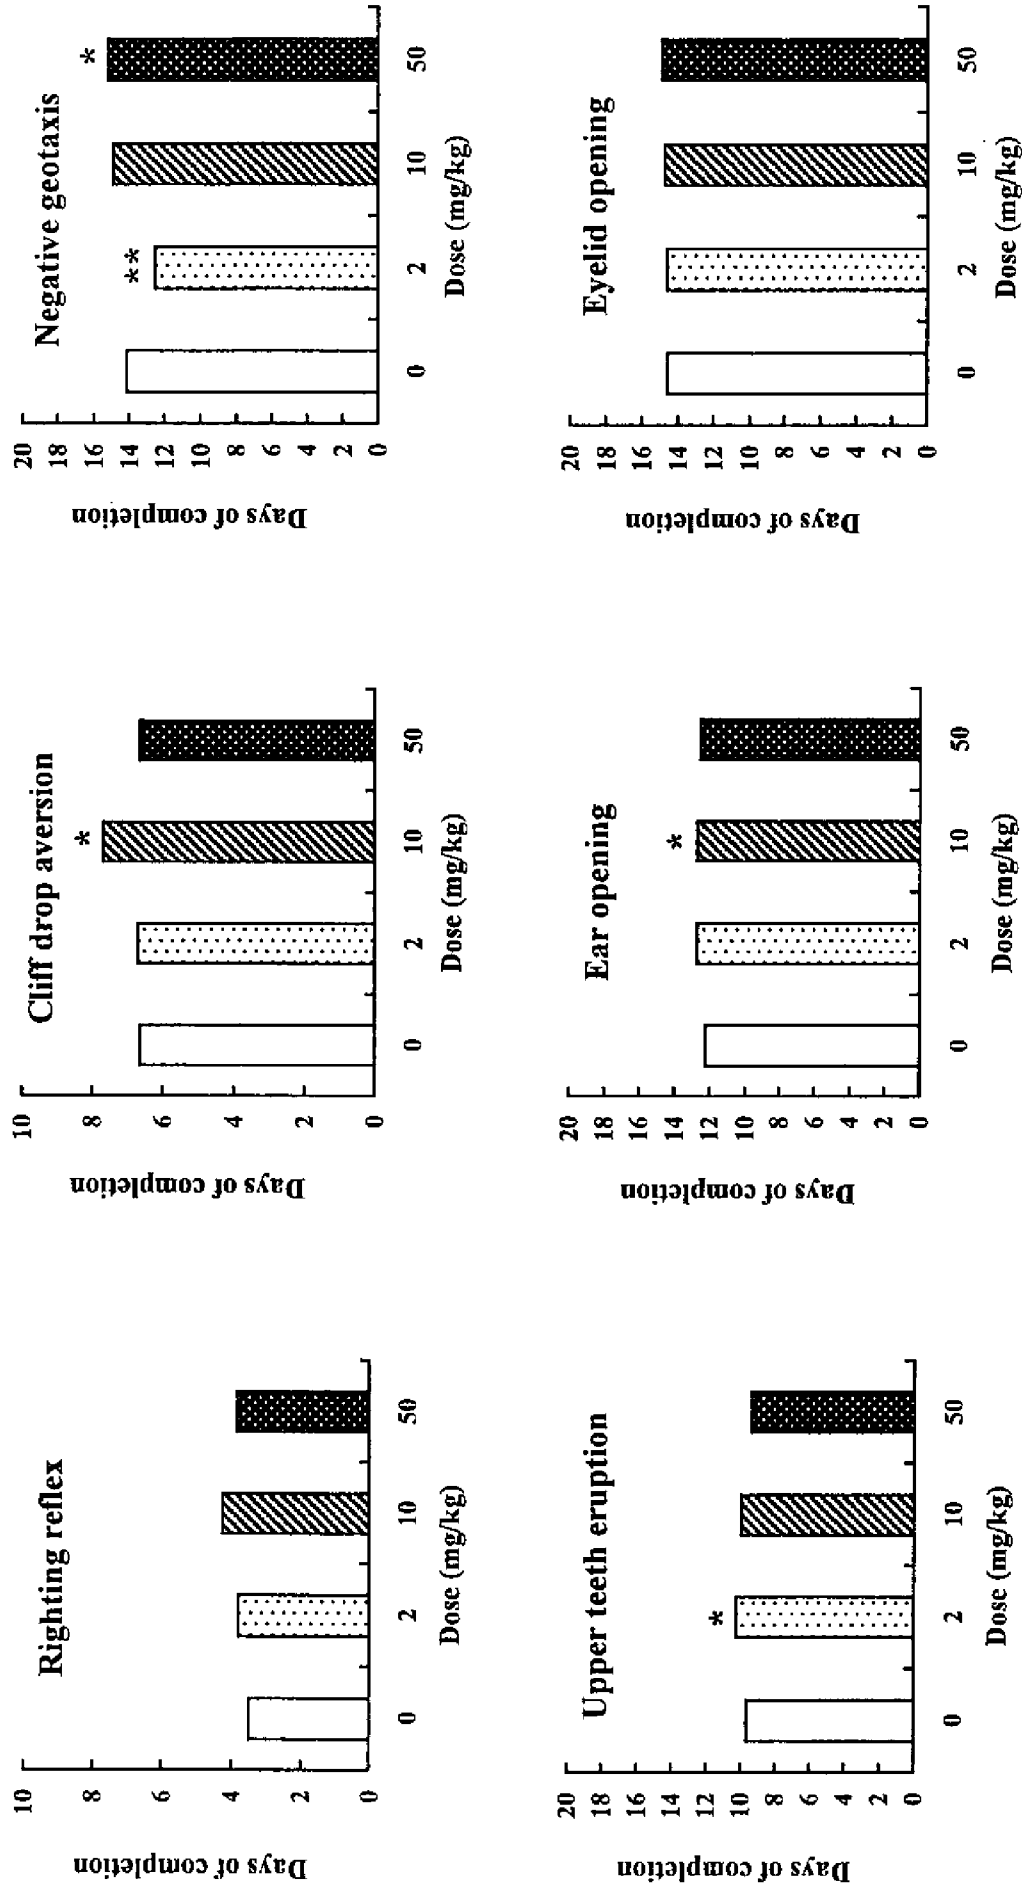 Righting reflex
Days of completion
10
8
6
4
2
0
0 2 10 50
Dose (mg/kg)
Cliff drop aversion
*
Days of completion
10
8
6
4
2
0
0 2 10 50
Dose (mg/kg)
Negative geotaxis
** *
Days of completion
20
18
16
14
12
10
8
6
4
2
0
0 2 10 50
Dose (mg/kg)
Upper teeth eruption
*
Days of completion
20
18
16
14
12
10
8
6
4
2
0
0 2 10 50
Dose (mg/kg)
Ear opening
*
Days of completion
20
18
16
14
12
10
8
6
4
2
0
0 2 10 50
Dose (mg/kg)
Eyelid opening
Days of completion
20
18
16
14
12
10
8
6
4
2
0
0 2 10 50
Dose (mg/kg)